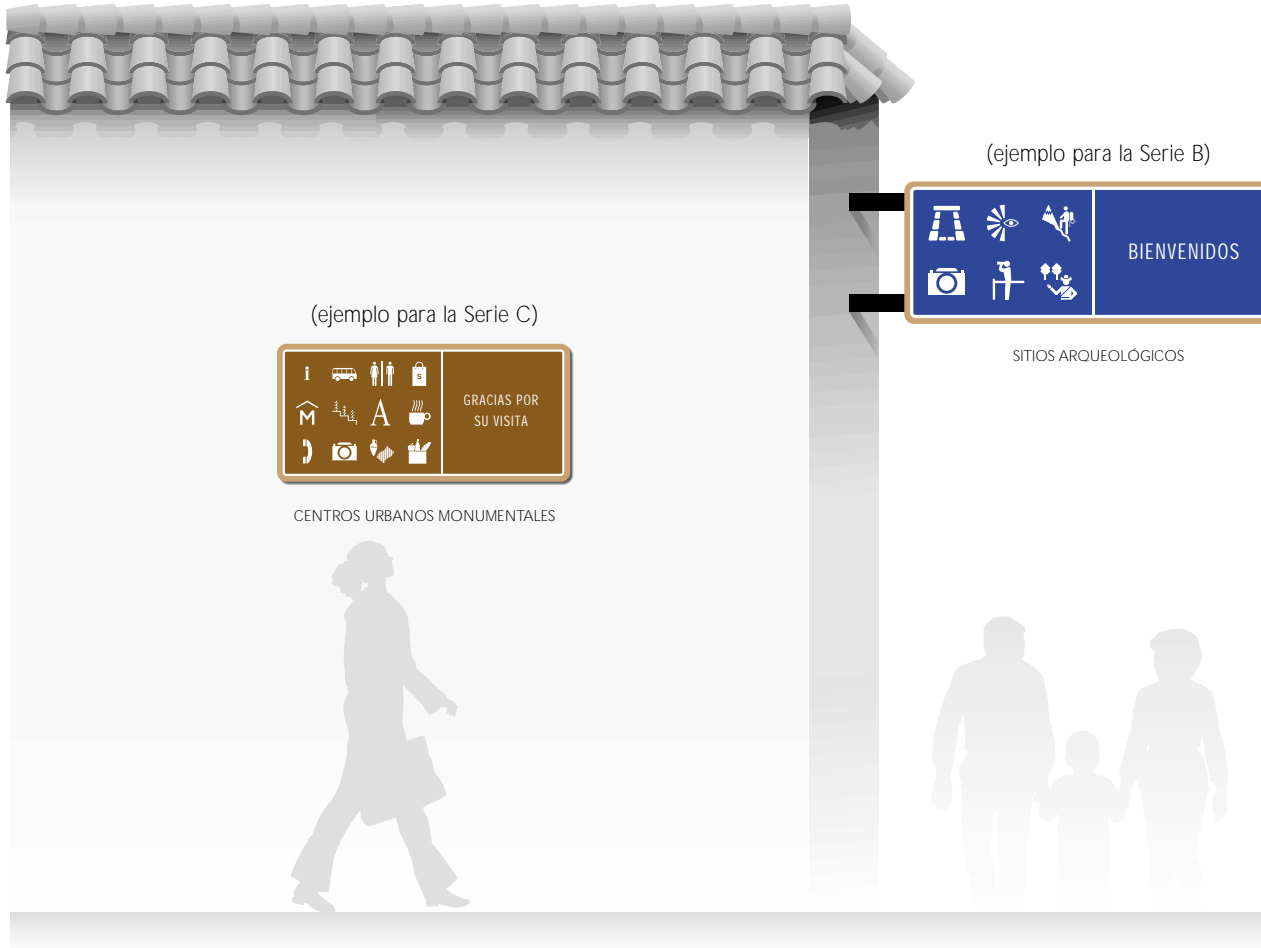 (ejemplo para la Serie B)
BIENVENIDOS
SITIOS ARQUEOLÓGICOS
(ejemplo para la Serie C)
i
S
GRACIAS POR
M
A
SU VISITA
CENTROS URBANOS MONUMENTALES